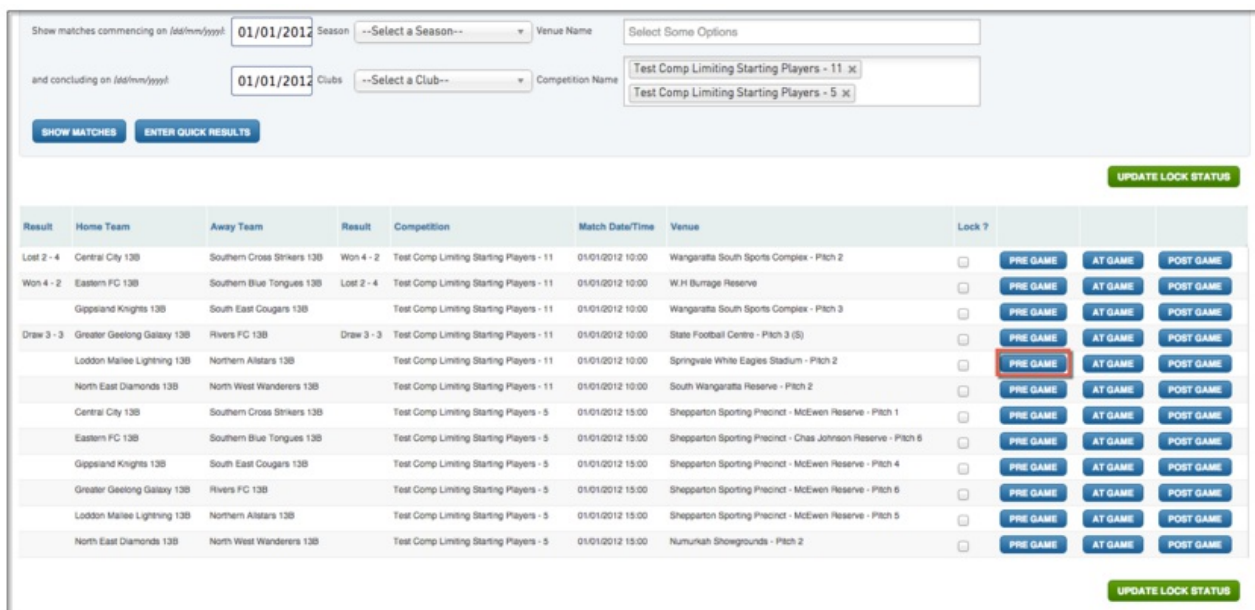 Show matches commencing on (dd/mm/yyyy): 01/01/2012 Season --Select a Season-- Venue Name Select Some Options
and concluding on (dd/mm/yyyy): 01/01/2012 Clubs --Select a Club-- Competition Name Test Comp Limiting Starting Players - 11 x
Test Comp Limiting Starting Players - 5 x
SHOW MATCHES ENTER QUICK RESULTS
UPDATE LOCK STATUS
Result Home Team Away Team Result Competition Match Date/Time Venue Lock ?
Lost 2 - 4 Central City 13B Southern Cross Strikers 13B Won 4 - 2 Test Comp Limiting Starting Players - 11 01/01/2012 10:00 Wangaratta South Sports Complex - Pitch 2 PRE GAME AT GAME POST GAME
Won 4 - 2 Eastern FC 13B Southern Blue Tongues 13B Lost 2 - 4 Test Comp Limiting Starting Players - 11 01/01/2012 10:00 W.H Burrage Reserve PRE GAME AT GAME POST GAME
Gippsland Knights 13B South East Cougars 13B Test Comp Limiting Starting Players - 11 01/01/2012 10:00 Wangaratta South Sports Complex - Pitch 3 PRE GAME AT GAME POST GAME
Draw 3 - 3 Greater Geelong Galaxy 13B Rivers FC 13B Draw 3 - 3 Test Comp Limiting Starting Players - 11 01/01/2012 10:00 State Football Centre - Pitch 3 (S) PRE GAME AT GAME POST GAME
Loddon Mallee Lightning 13B Northern Allstars 13B Test Comp Limiting Starting Players - 11 01/01/2012 10:00 Springvale White Eagles Stadium - Pitch 2 PRE GAME AT GAME POST GAME
North East Diamonds 13B North West Wanderers 13B Test Comp Limiting Starting Players - 11 01/01/2012 10:00 South Wangaratta Reserve - Pitch 2 PRE GAME AT GAME POST GAME
Central City 13B Southern Cross Strikers 13B Test Comp Limiting Starting Players - 5 01/01/2012 15:00 Shepparton Sporting Precinct - McEwen Reserve - Pitch 1 PRE GAME AT GAME POST GAME
Eastern FC 13B Southern Blue Tongues 13B Test Comp Limiting Starting Players - 5 01/01/2012 15:00 Shepparton Sporting Precinct - Chas Johnson Reserve - Pitch 6 PRE GAME AT GAME POST GAME
Gippsland Knights 13B South East Cougars 13B Test Comp Limiting Starting Players - 5 01/01/2012 15:00 Shepparton Sporting Precinct - McEwen Reserve - Pitch 4 PRE GAME AT GAME POST GAME
Greater Geelong Galaxy 13B Rivers FC 13B Test Comp Limiting Starting Players - 5 01/01/2012 15:00 Shepparton Sporting Precinct - McEwen Reserve - Pitch 6 PRE GAME AT GAME POST GAME
Loddon Mallee Lightning 13B Northern Allstars 13B Test Comp Limiting Starting Players - 5 01/01/2012 15:00 Shepparton Sporting Precinct - McEwen Reserve - Pitch 5 PRE GAME AT GAME POST GAME
North East Diamonds 13B North West Wanderers 13B Test Comp Limiting Starting Players - 5 01/01/2012 15:00 Numurkah Showgrounds - Pitch 2 PRE GAME AT GAME POST GAME
UPDATE LOCK STATUS